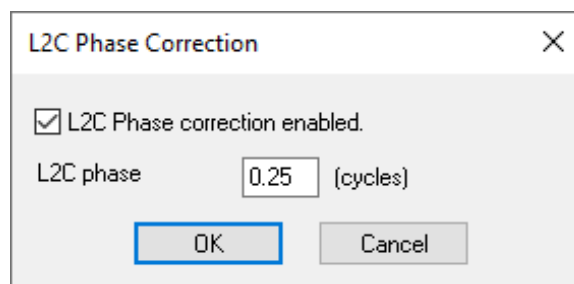 L2C Phase Correction
L2C Phase correction enabled.
L2C phase 0.25 (cycles)
OK Cancel